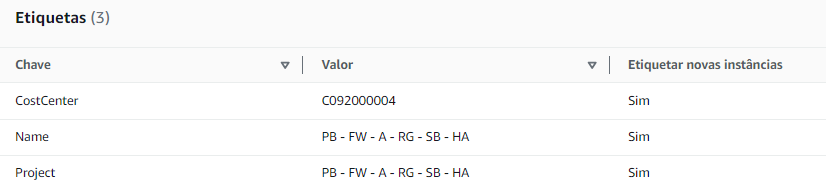 Etiquetas (3)
Chave Valor Etiquetar novas instâncias
CostCenter C092000004 Sim
Name PB - FW - A - RG - SB - HA Sim
Project PB - FW - A - RG - SB - HA Sim